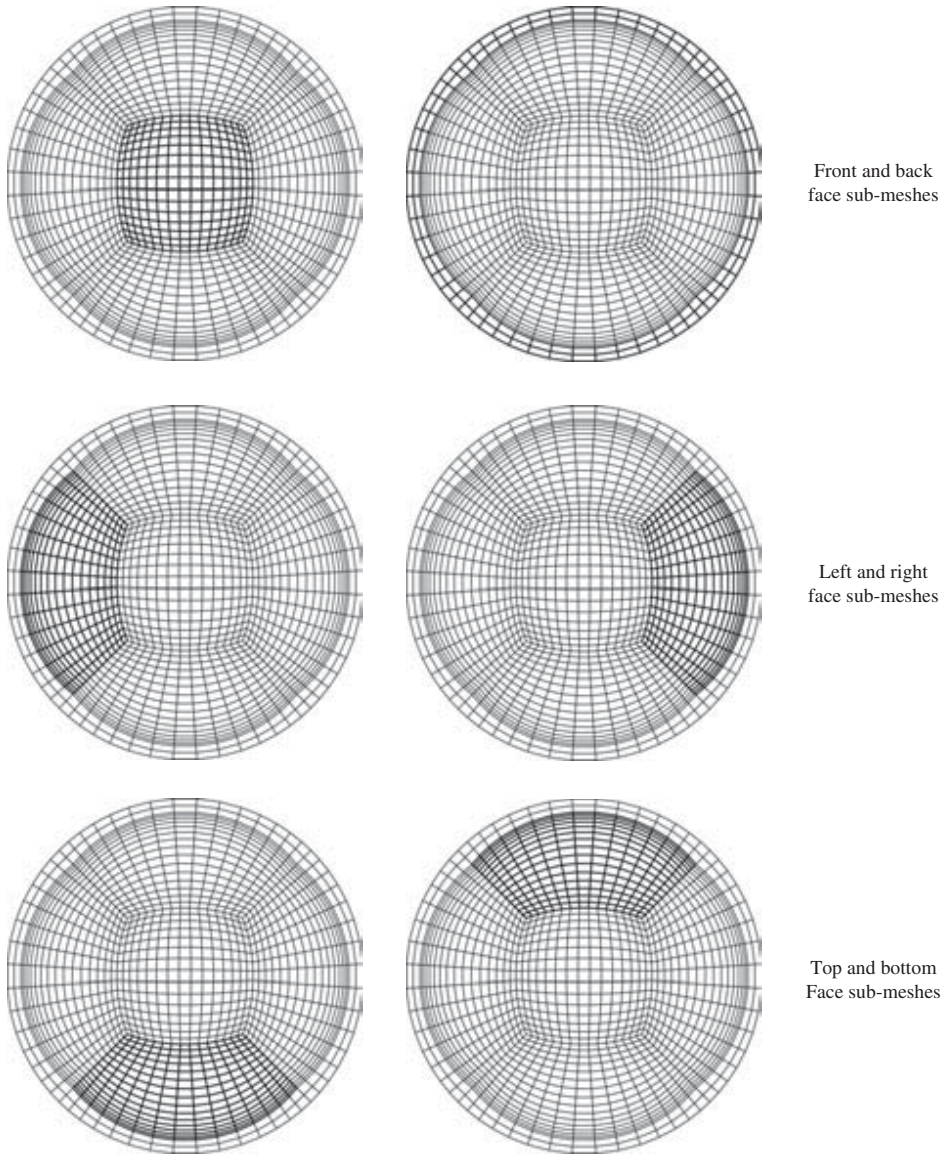 Front and back
face sub-meshes
Left and right
face sub-meshes
Top and bottom
Face sub-meshes